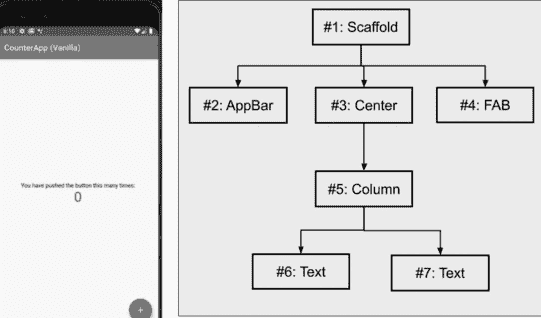 CounterApp (Vanilla)
You have pushed the button this many times:
0
+
#1: Scaffold
#2: AppBar
#3: Center
#4: FAB
#5: Column
#6: Text
#7: Text